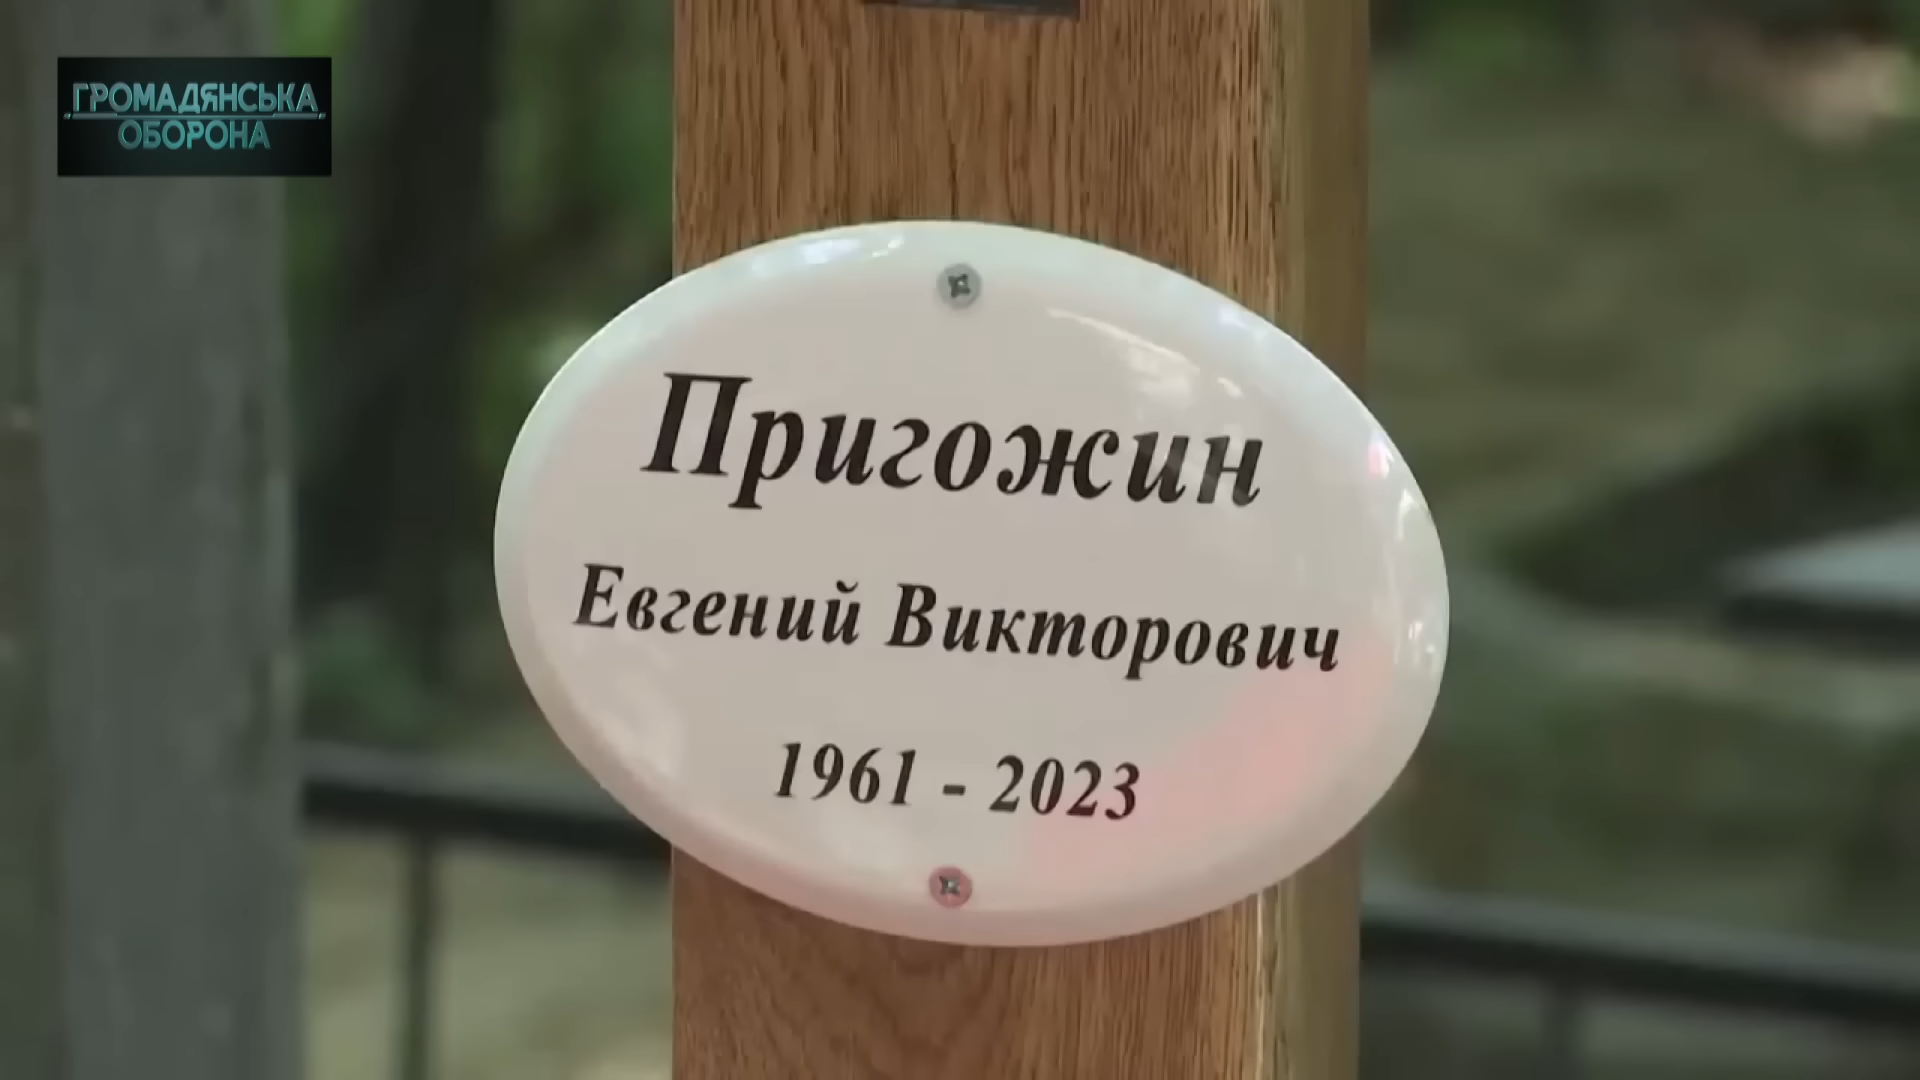 ГРОМАДЯНСЬКА
ОБОРОНА
Пригожин
Евгений Викторович
1961 - 2023